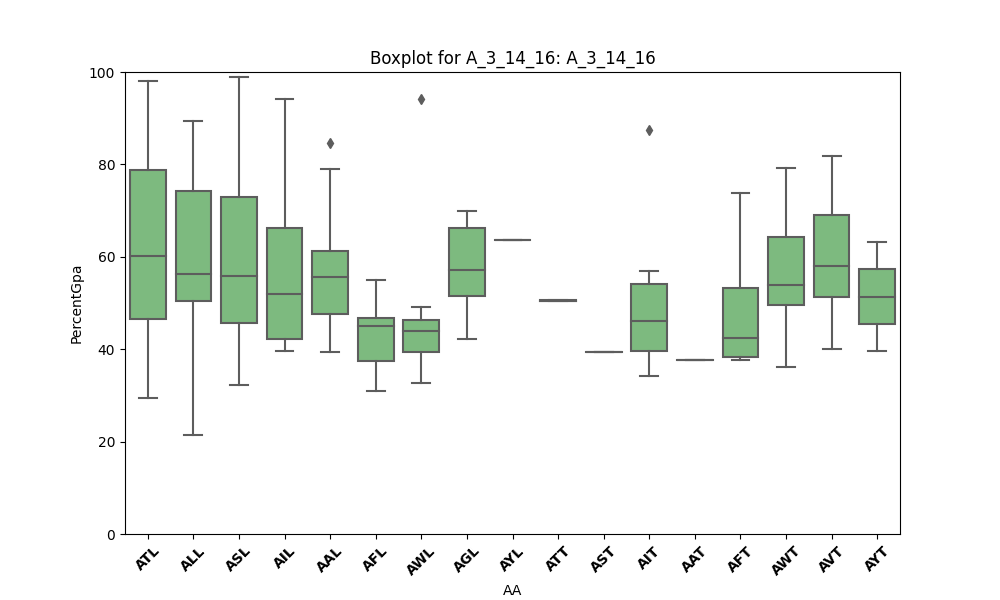 Boxplot for A_3_14_16: A_3_14_16
100
80
60
40
20
0
PercentGpa
ATL ALL ASL AIL AAL AFL AWL AGL AYL ATT AST AIT AAT AFT AWT AVT AYT
AA